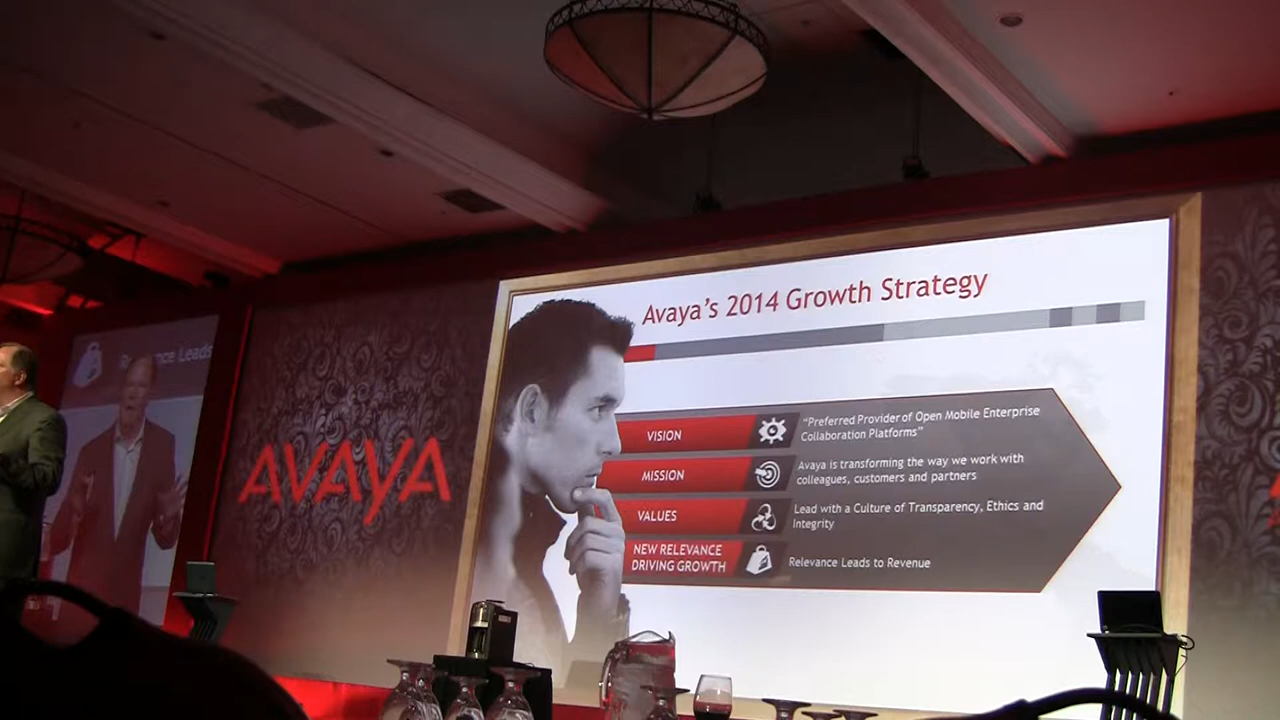 Relevance Leads
AVAYA
Avaya's 2014 Growth Strategy
VISION
"Preferred Provider of Open Mobile Enterprise
Collaboration Platforms"
MISSION
Avaya is transforming the way we work with
colleagues, customers and partners
VALUES
Lead with a Culture of Transparency, Ethics and
Integrity
NEW RELEVANCE
DRIVING GROWTH
Relevance Leads to Revenue